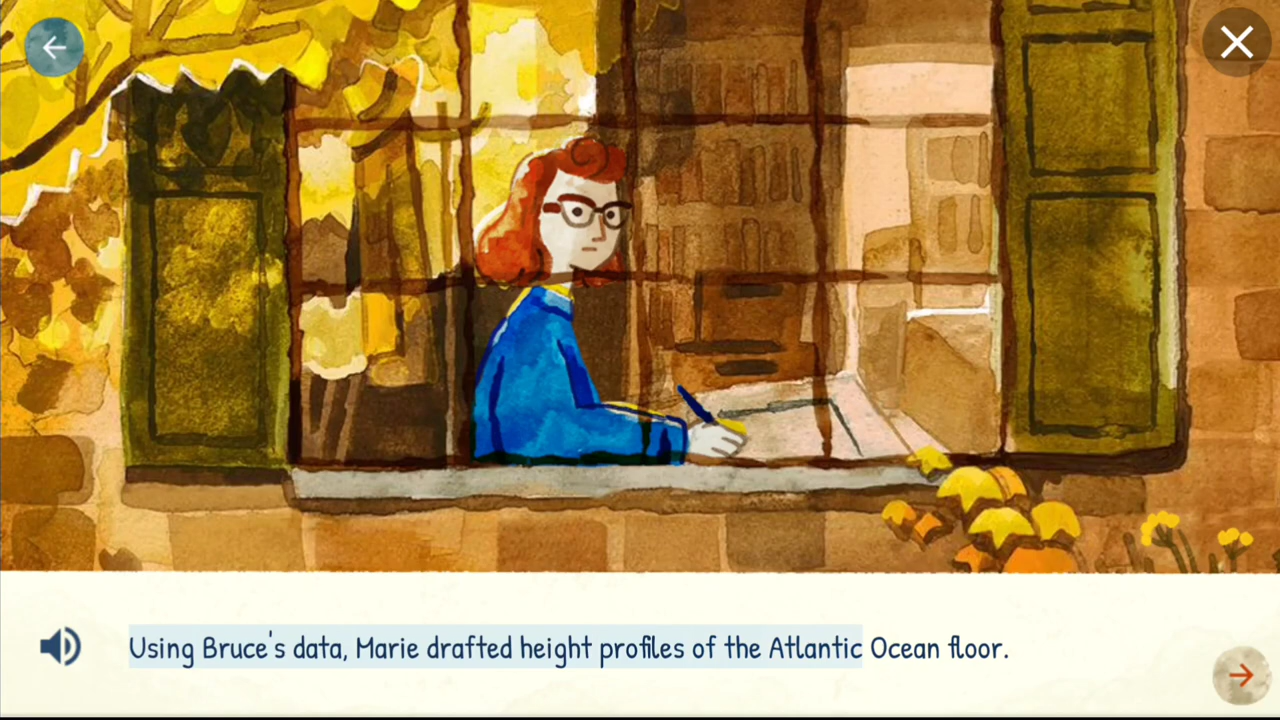 Using Bruce's data, Marie drafted height profiles of the Atlantic Ocean floor.